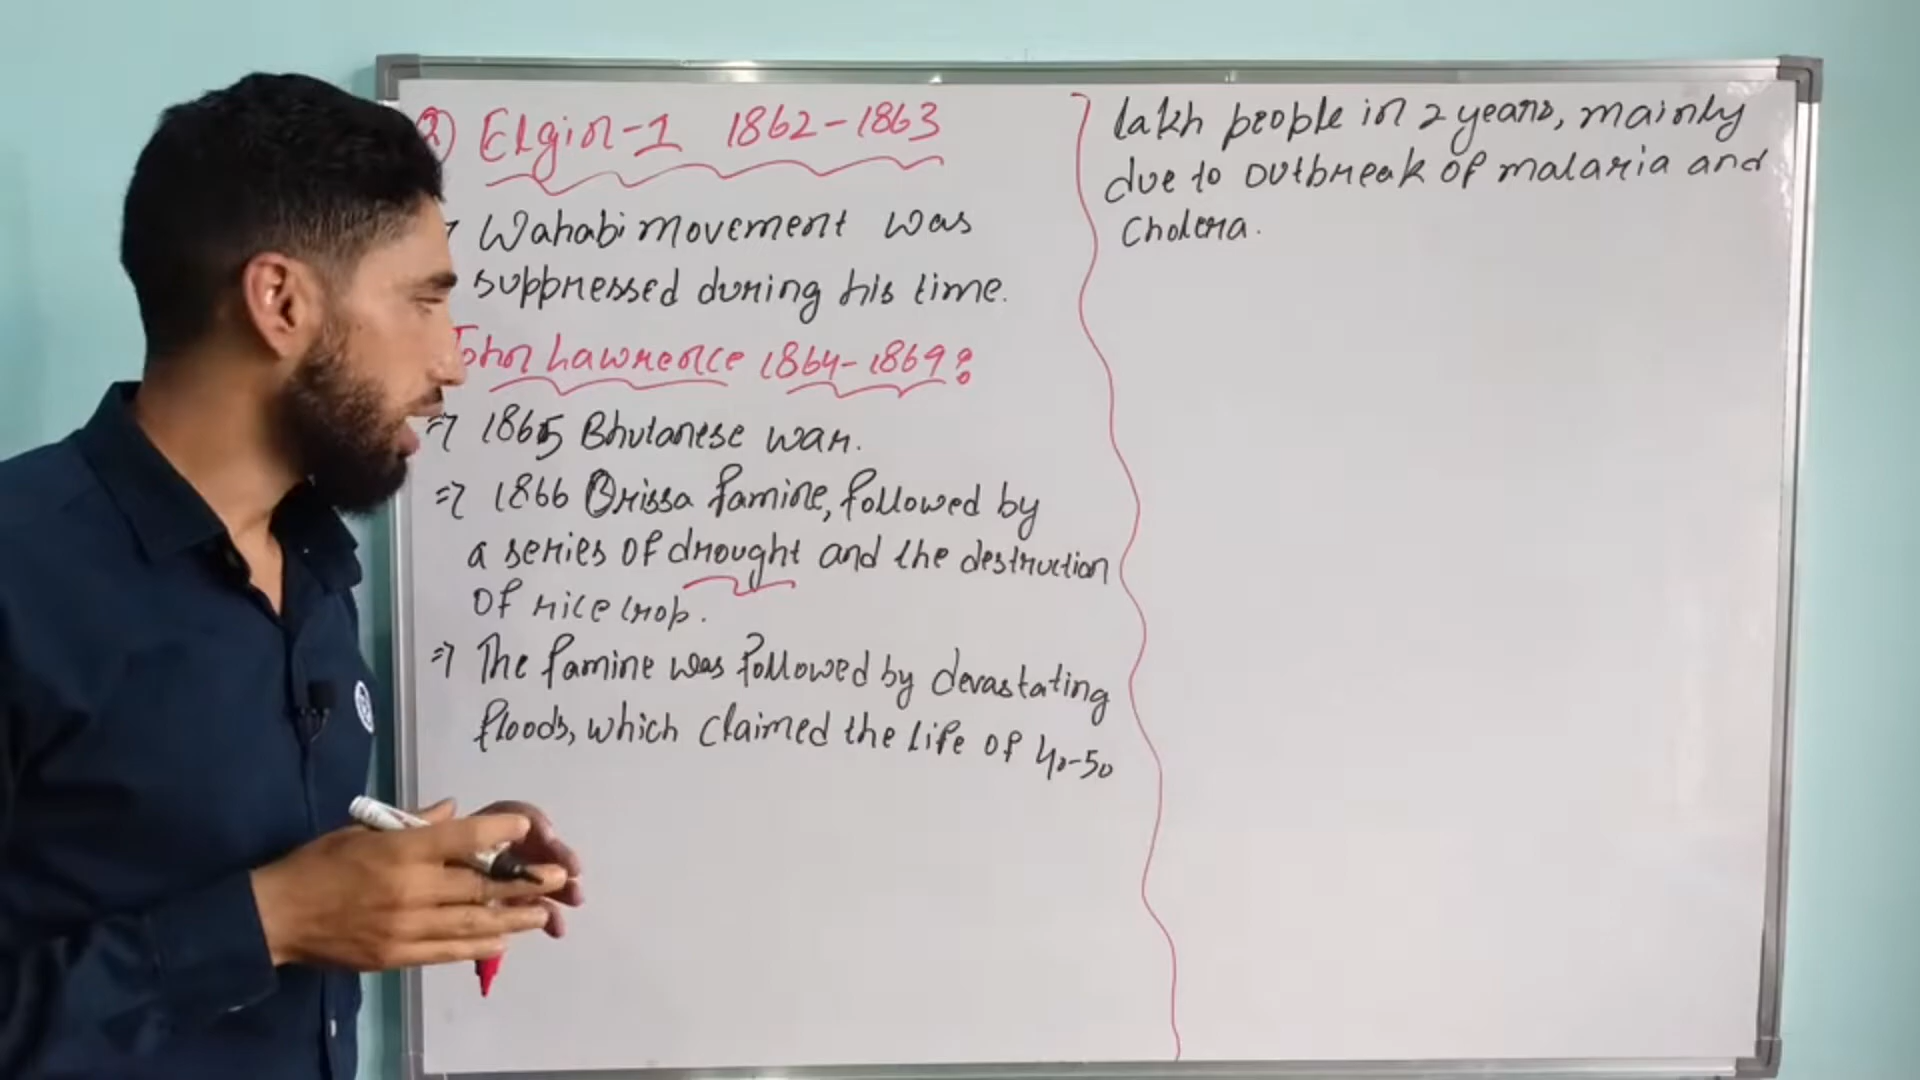 2) Elgin-1 1862-1863
Wahabi movement was
suppressed during his time.
John Lawrence 1864-1869:
⇒ 1865 Bhutanese war.
⇒ 1866 Orissa famine, followed by
a series of drought and the destruction
of rice crop.
⇒ The famine was followed by devastating
floods, which claimed the life of 40-50
lakh people in 2 years, mainly
due to outbreak of malaria and
cholera.